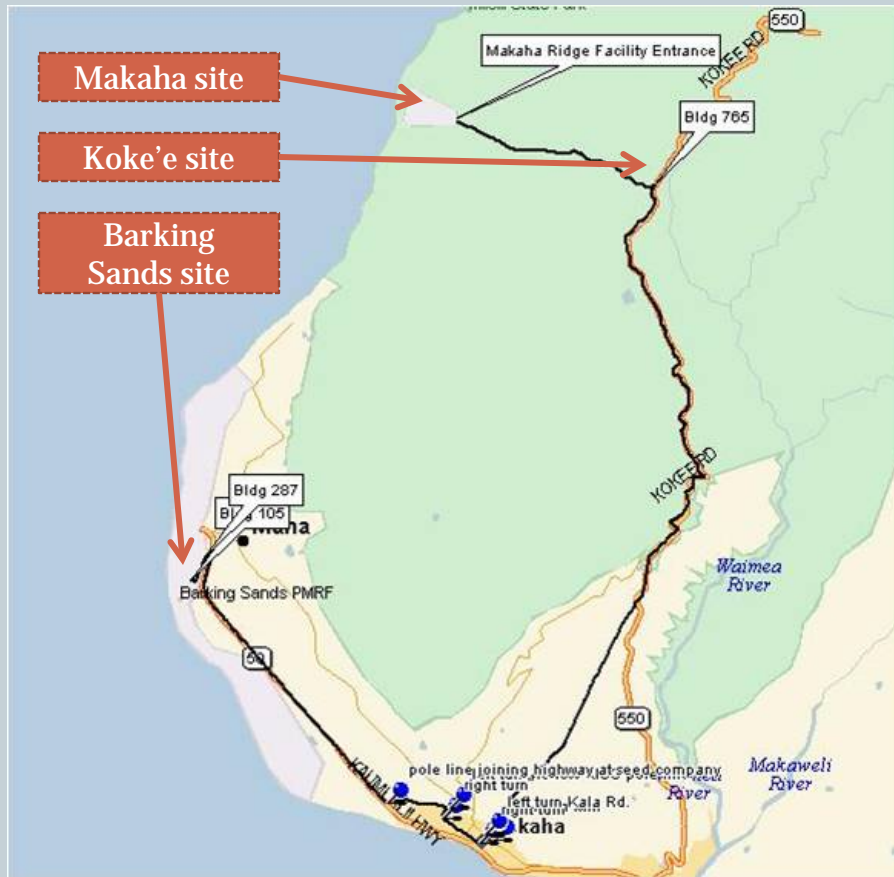 550
Makaha Ridge Facility Entrance
KOKEE RD
Makaha site
Bldg 765
Koke'e site
Barking
Sands site
KOKEE RD
Bldg 287
105
Barking Sands PMRF
Waimea
River
50
550
pole line joining highway at seed company
right turn
left turn Kala Rd.
KAUMUALII HWY
kaha
River
Makaweli
River